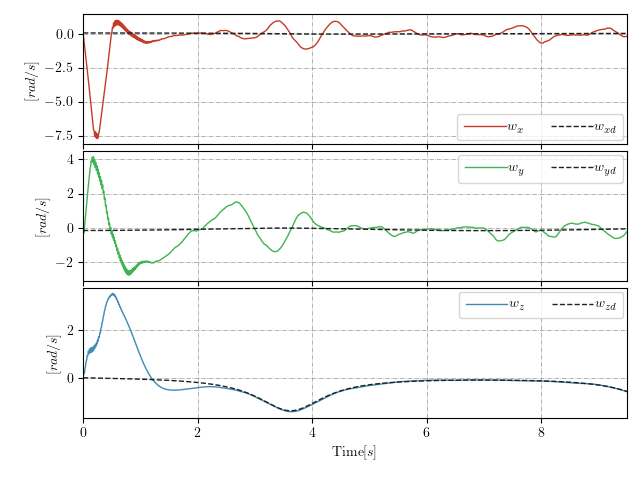 0.0
−2.5
−5.0
−7.5
[rad/s]
w_x w_xd
4
2
0
−2
[rad/s]
w_y w_yd
2
0
[rad/s]
w_z w_zd
0 2 4 6 8
Time[s]